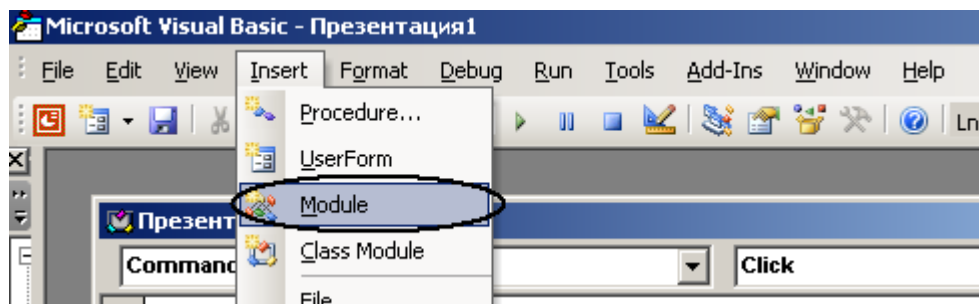 Microsoft Visual Basic - Презентация1
File Edit View Insert Format Debug Run Tools Add-Ins Window Help
Procedure...
Ln
UserForm
Module
Презент
Class Module
Command
Click
File